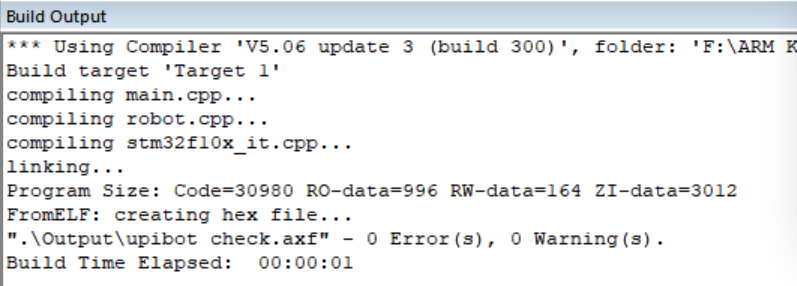 Build Output
*** Using Compiler 'V5.06 update 3 (build 300)', folder: 'F:\ARM K
Build target 'Target 1'
compiling main.cpp...
compiling robot.cpp...
compiling stm32f10x_it.cpp...
linking...
Program Size: Code=30980 RO-data=996 RW-data=164 ZI-data=3012
FromELF: creating hex file...
".\Output\upibot check.axf" - 0 Error(s), 0 Warning(s).
Build Time Elapsed:  00:00:01